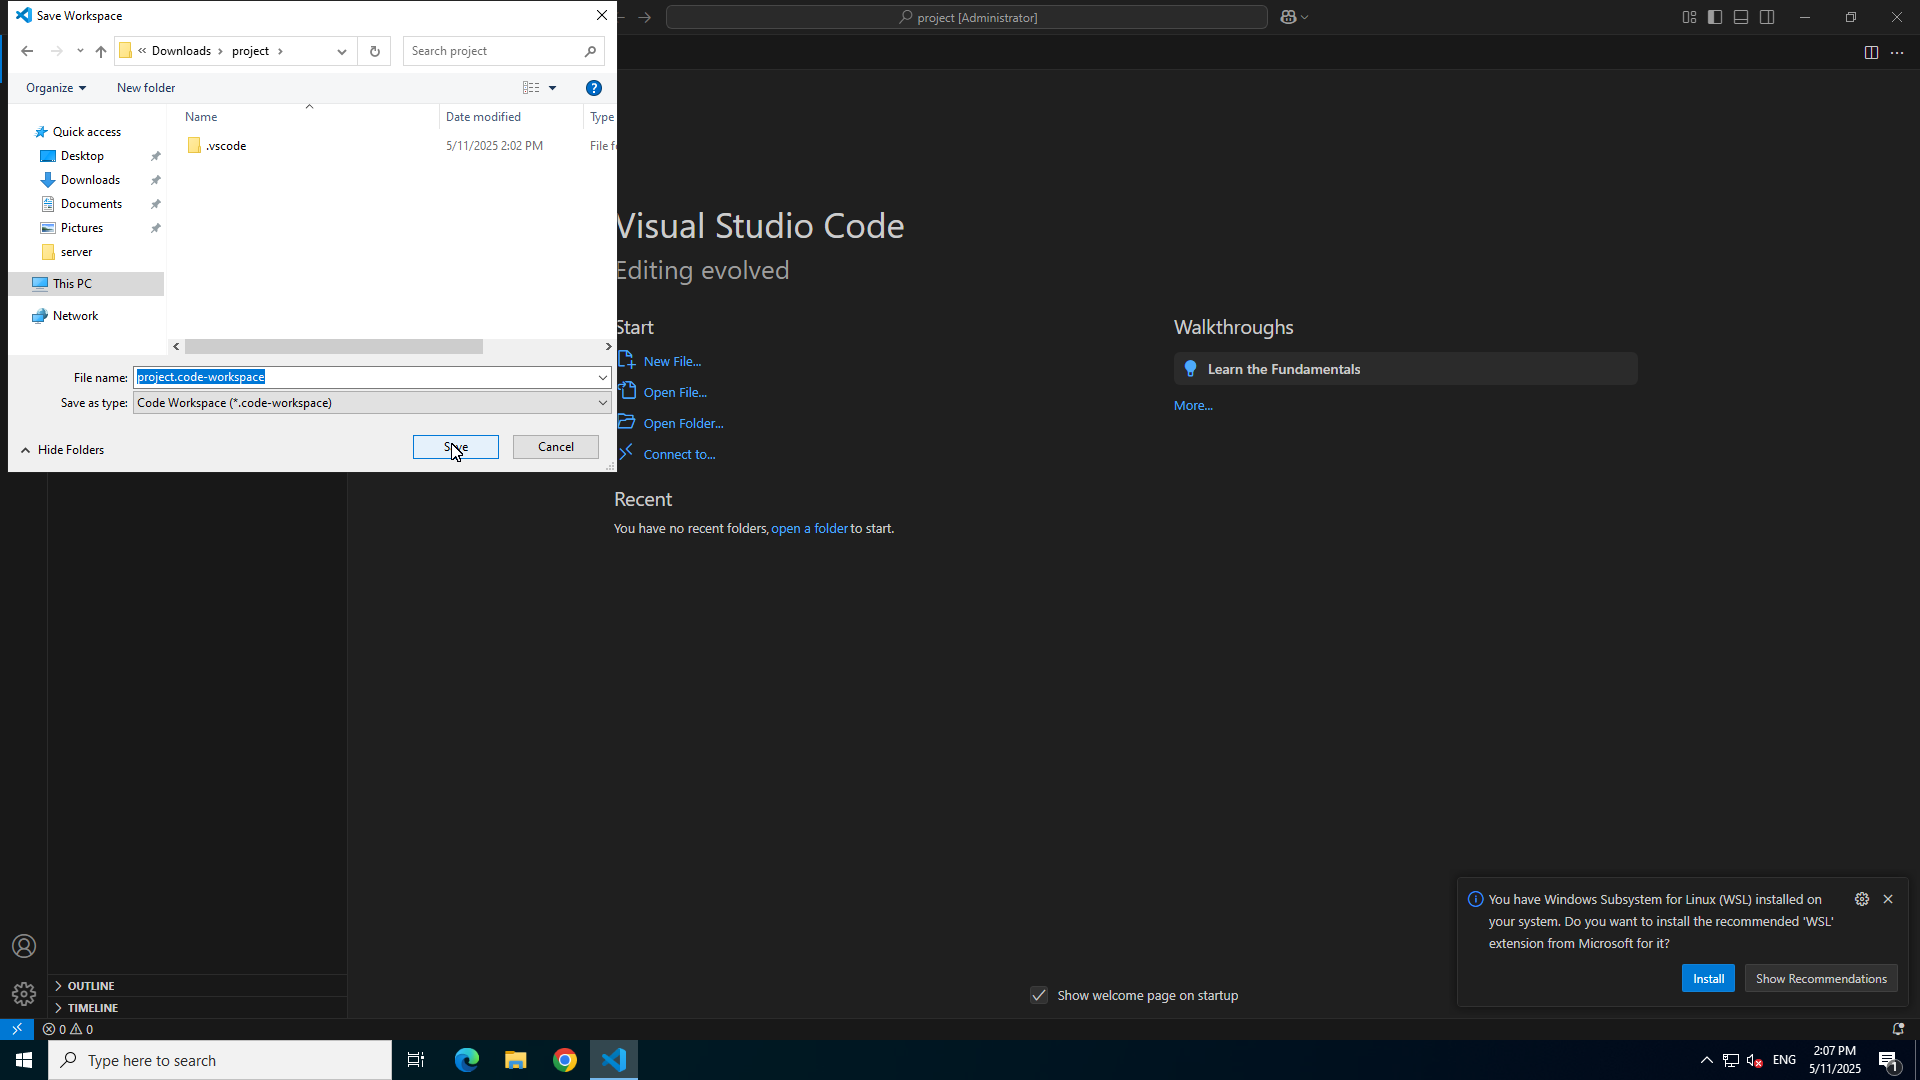 Save Workspace
project [Administrator]
Downloads
project
Search project
Organize
New folder
Name
Date modified
Type
.vscode
5/11/2025 2:02 PM
File f
Quick access
Desktop
Downloads
Documents
Pictures
server
This PC
Network
File name:
project.code-workspace
Save as type:
Code Workspace (*.code-workspace)
Hide Folders
Save
Cancel
Visual Studio Code
Editing evolved
Start
New File...
Open File...
Open Folder...
Connect to...
Recent
You have no recent folders, open a folder to start.
Walkthroughs
Learn the Fundamentals
More...
You have Windows Subsystem for Linux (WSL) installed on
your system. Do you want to install the recommended 'WSL'
extension from Microsoft for it?
Install
Show Recommendations
Show welcome page on startup
OUTLINE
TIMELINE
0
0
Type here to search
ENG
2:07 PM
5/11/2025
1